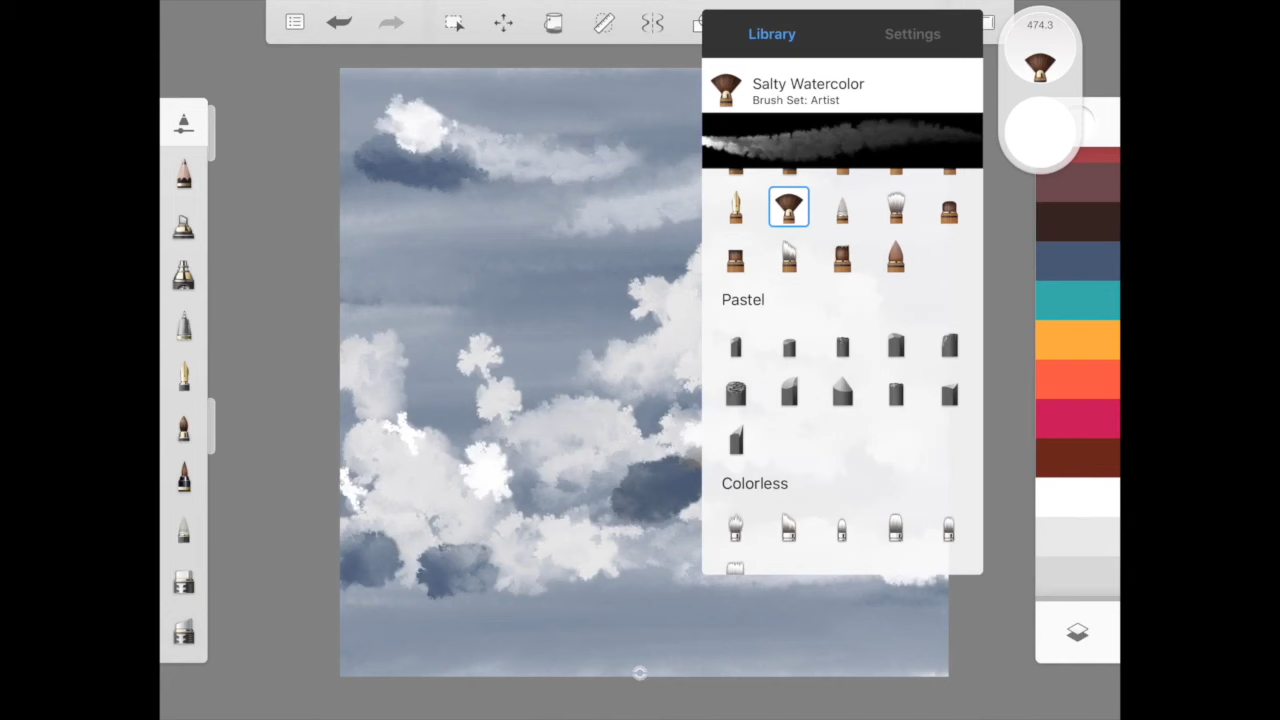 Library
Settings
474.3
Salty Watercolor
Brush Set: Artist
Pastel
Colorless